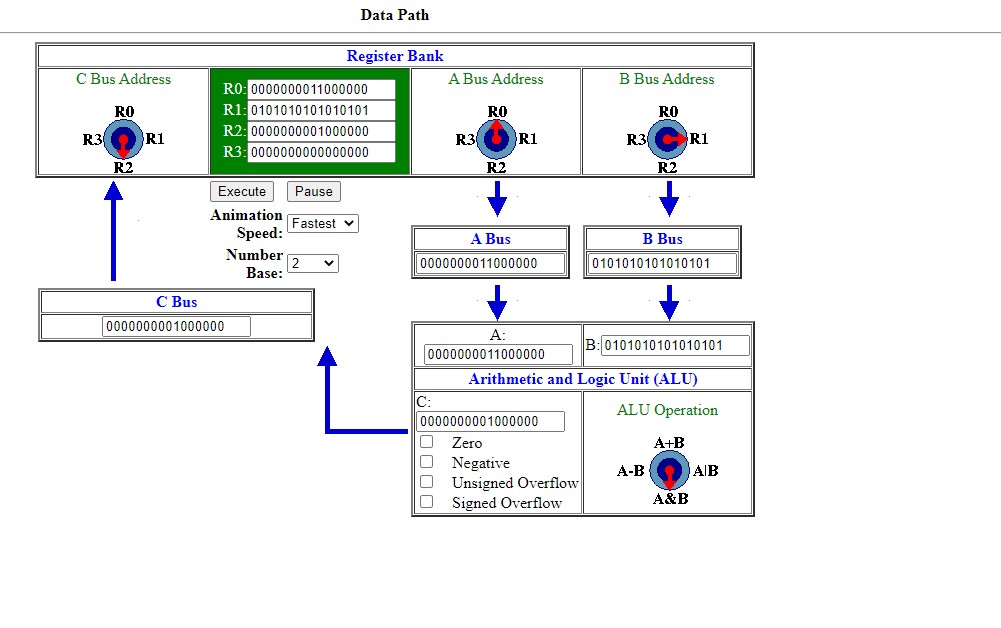 Data Path
Register Bank
C Bus Address
R0
R3 R1
R2
R0: 0000000011000000
R1: 0101010101010101
R2: 0000000001000000
R3: 0000000000000000
A Bus Address
R0
R3 R1
R2
B Bus Address
R0
R3 R1
R2
Execute Pause
Animation Speed: Fastest
Number Base: 2
A Bus
0000000011000000
B Bus
0101010101010101
C Bus
0000000001000000
A:
0000000011000000
B: 0101010101010101
Arithmetic and Logic Unit (ALU)
C:
0000000001000000
Zero
Negative
Unsigned Overflow
Signed Overflow
ALU Operation
A+B
A-B A|B
A&B